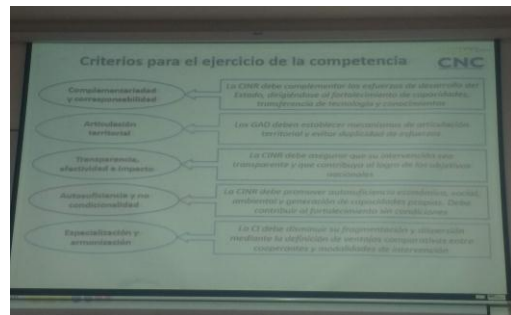 Criterios para el ejercicio de la competencia
CNC
Complementariedad
y corresponsabilidad
La CINR debe complementar los esfuerzos de desarrollo del
Estado, dirigiéndose al fortalecimiento de capacidades,
transferencia de tecnología y conocimiento
Articulación
territorial
Los GAD deben establecer mecanismos de articulación
territorial y evitar duplicidad de esfuerzos
Transparencia,
efectividad e impacto
La CINR debe asegurar que su intervención sea
transparente y que contribuya al logro de los objetivos
nacionales
Autosuficiencia y no
condicionalidad
La CINR debe promover autosuficiencia económica, social,
ambiental y generación de capacidades propias. Debe
contribuir al fortalecimiento sin condiciones
Especialización y
armonización
La CI debe disminuir su fragmentación y dispersión
mediante la definición de ventajas comparativas entre
cooperantes y modalidades de intervención